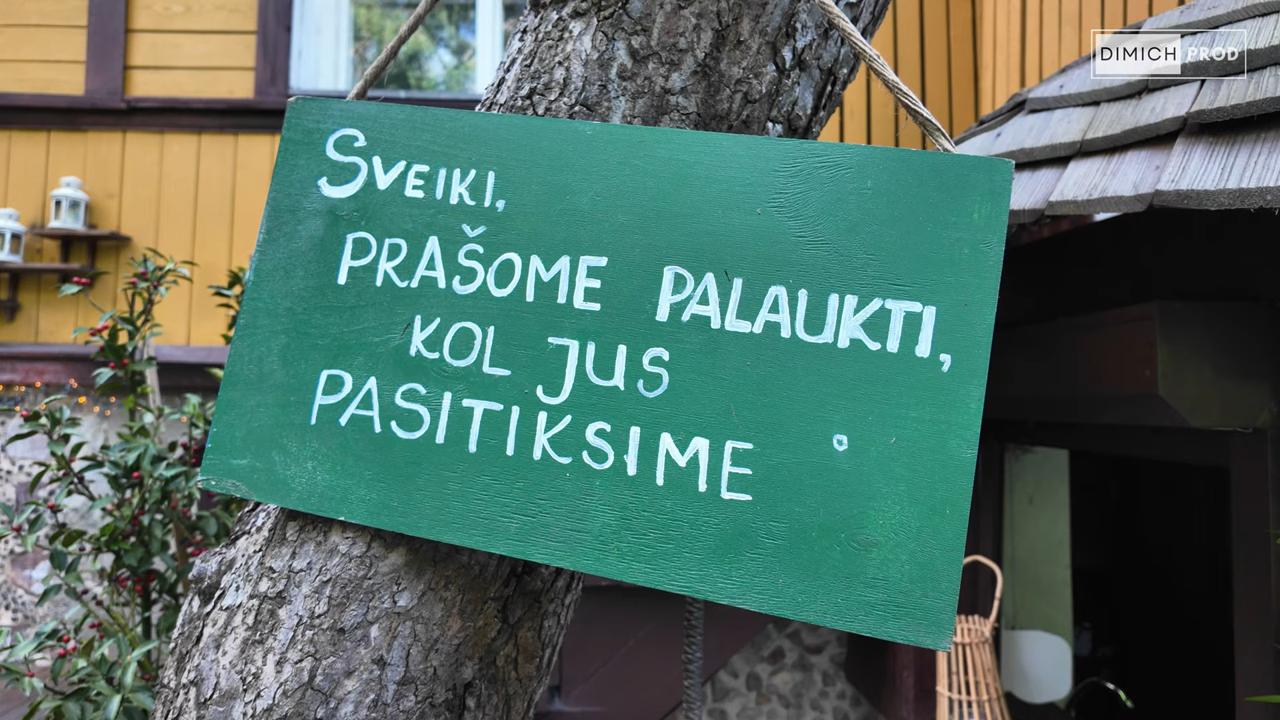 DIMICH PROD
Sveiki,
PRAŠOME PALAUKTI,
KOL JUS
PASITIKSIME